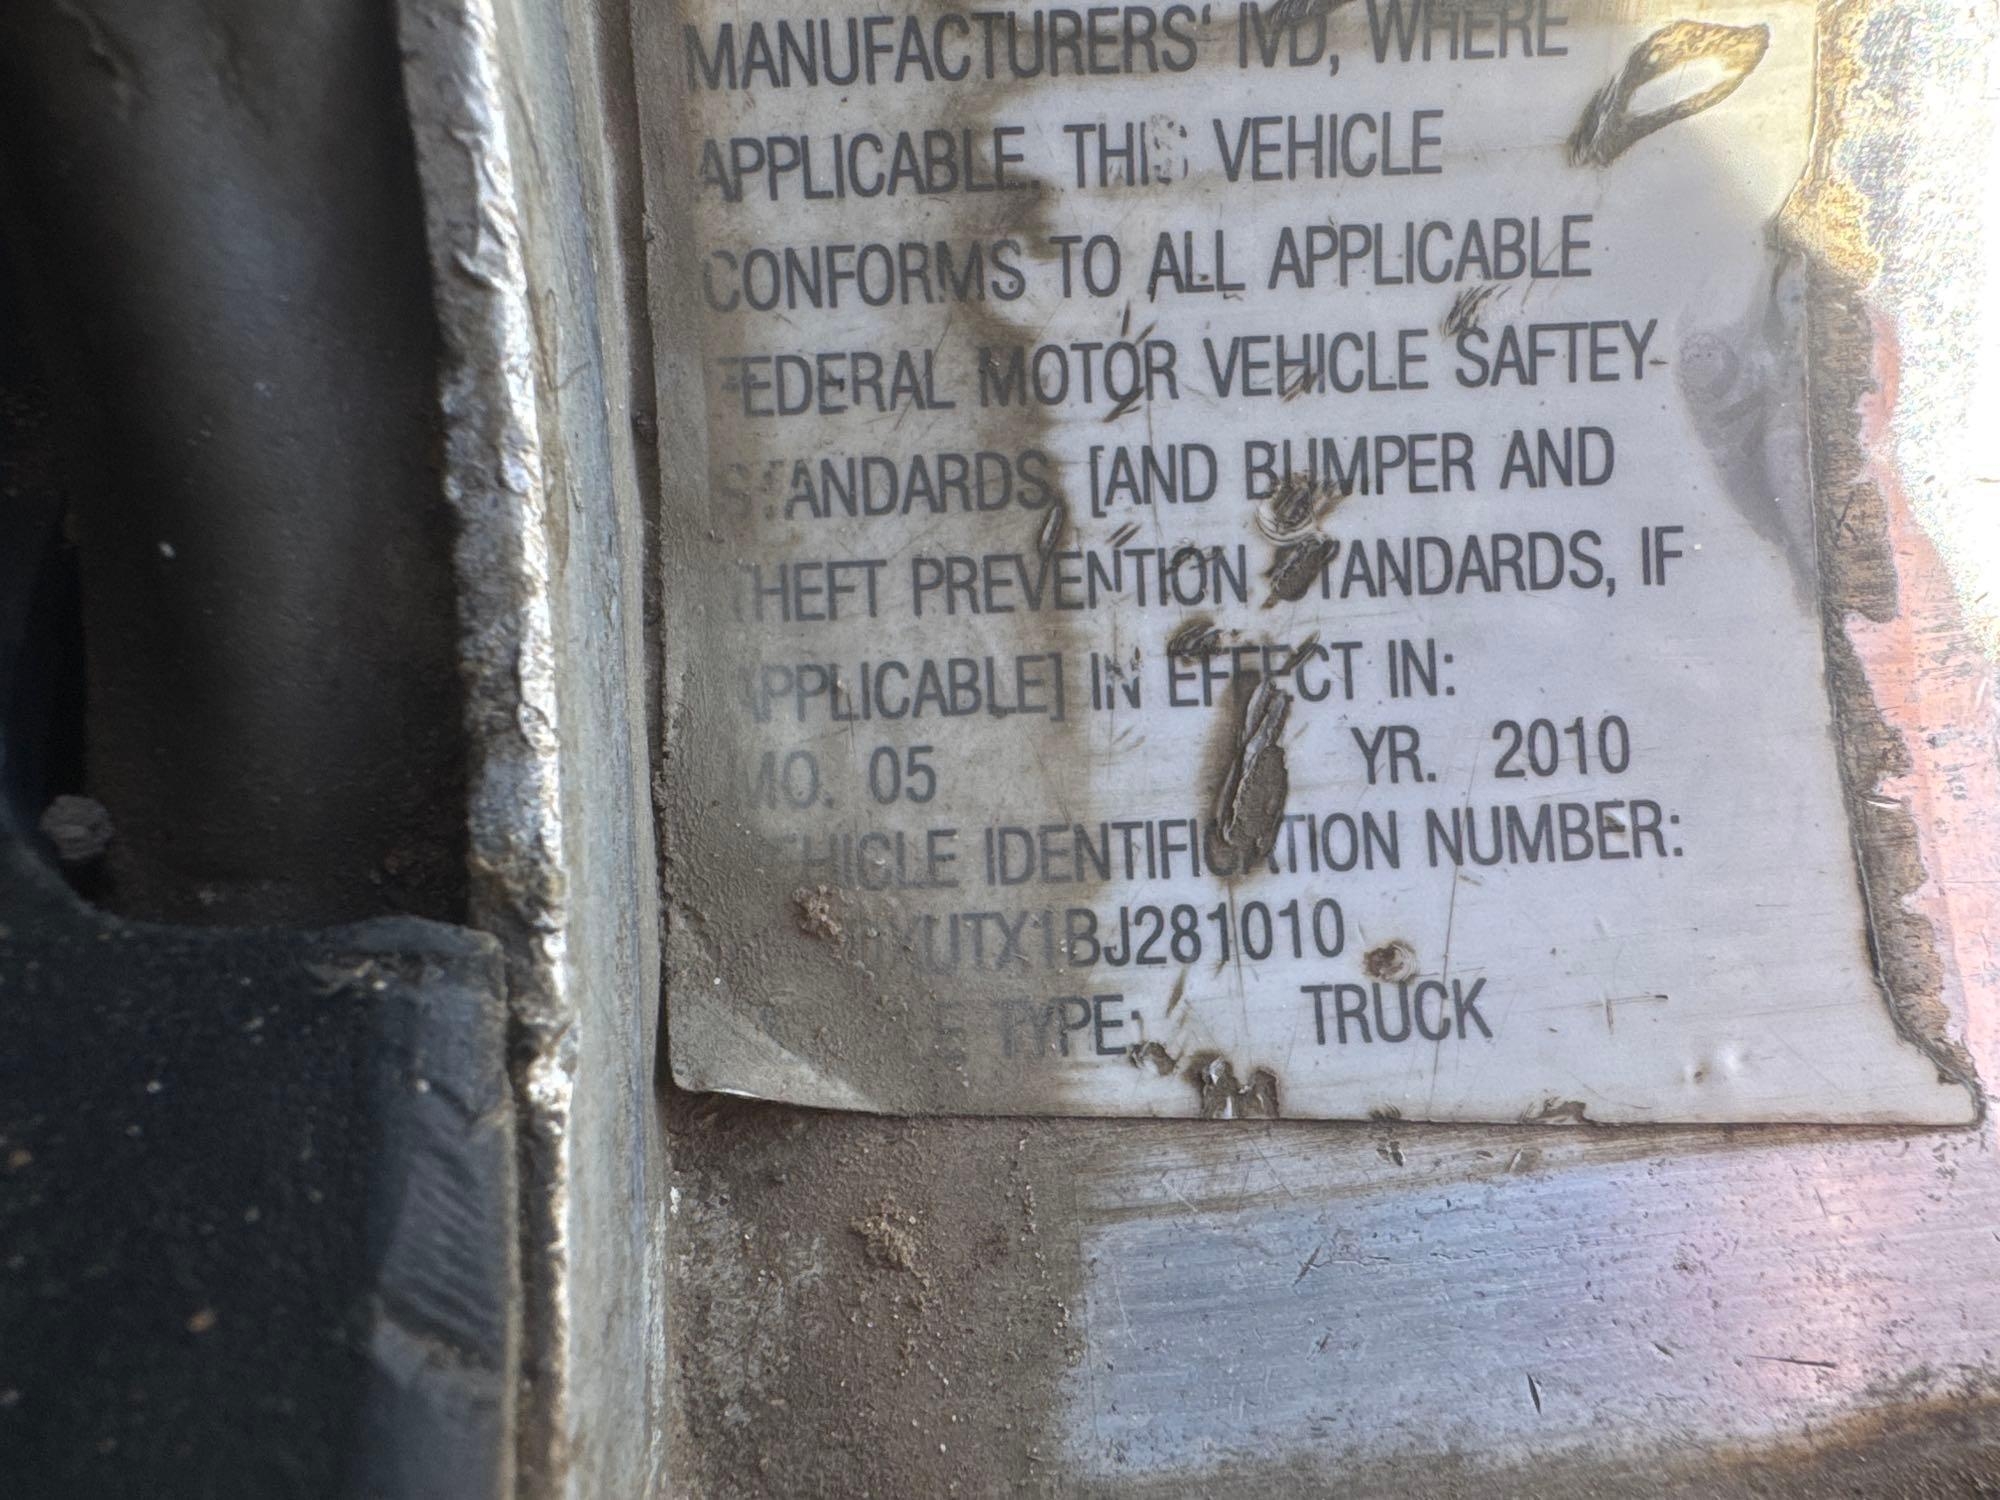 MANUFACTURERS' IVD, WHERE
APPLICABLE. THIS VEHICLE
CONFORMS TO ALL APPLICABLE
FEDERAL MOTOR VEHICLE SAFTEY
STANDARDS, [AND BUMPER AND
THEFT PREVENTION STANDARDS, IF
APPLICABLE] IN EFFECT IN:
MO. 05 YR. 2010
VEHICLE IDENTIFICATION NUMBER:
TYPE: TRUCK